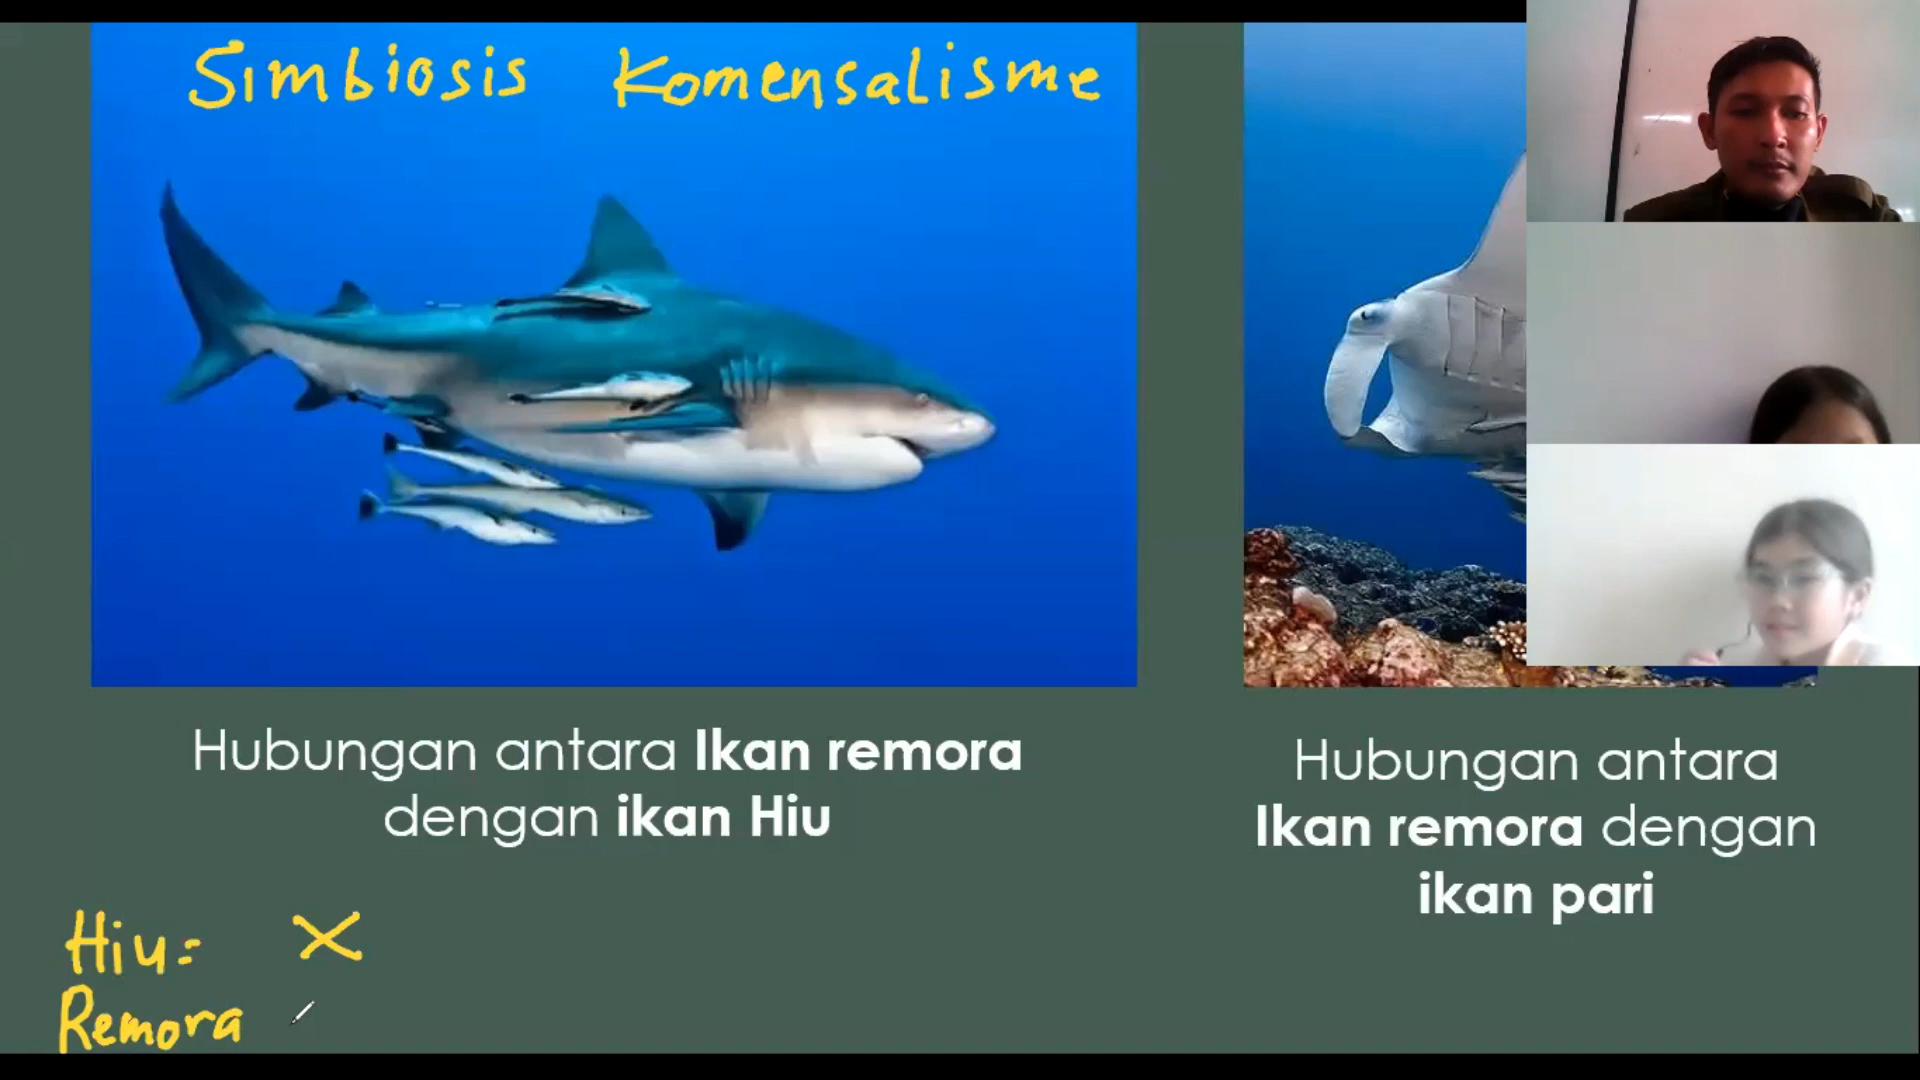 Simbiosis Komensalisme
Hubungan antara Ikan remora
dengan ikan Hiu
Hubungan antara
Ikan remora dengan
ikan pari
Hiu = X
Remora